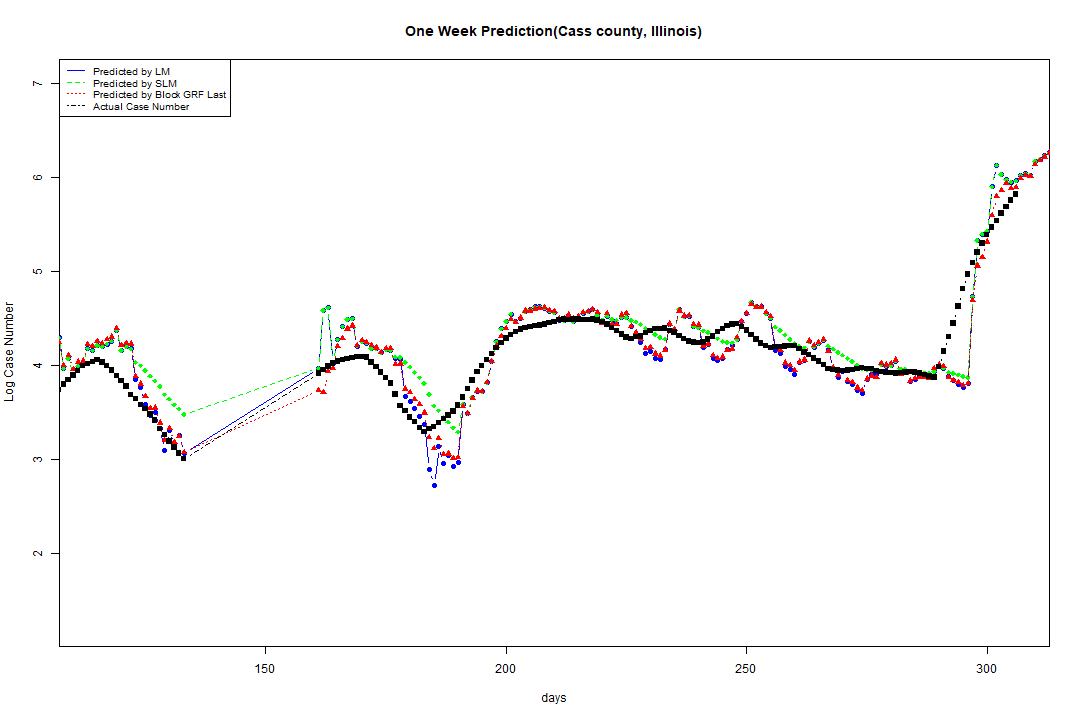 One Week Prediction(Cass county, Illinois)
Predicted by LM
Predicted by SLM
Predicted by Block GRF Last
Actual Case Number
7
6
5
4
3
2
Log Case Number
150
200
250
300
days